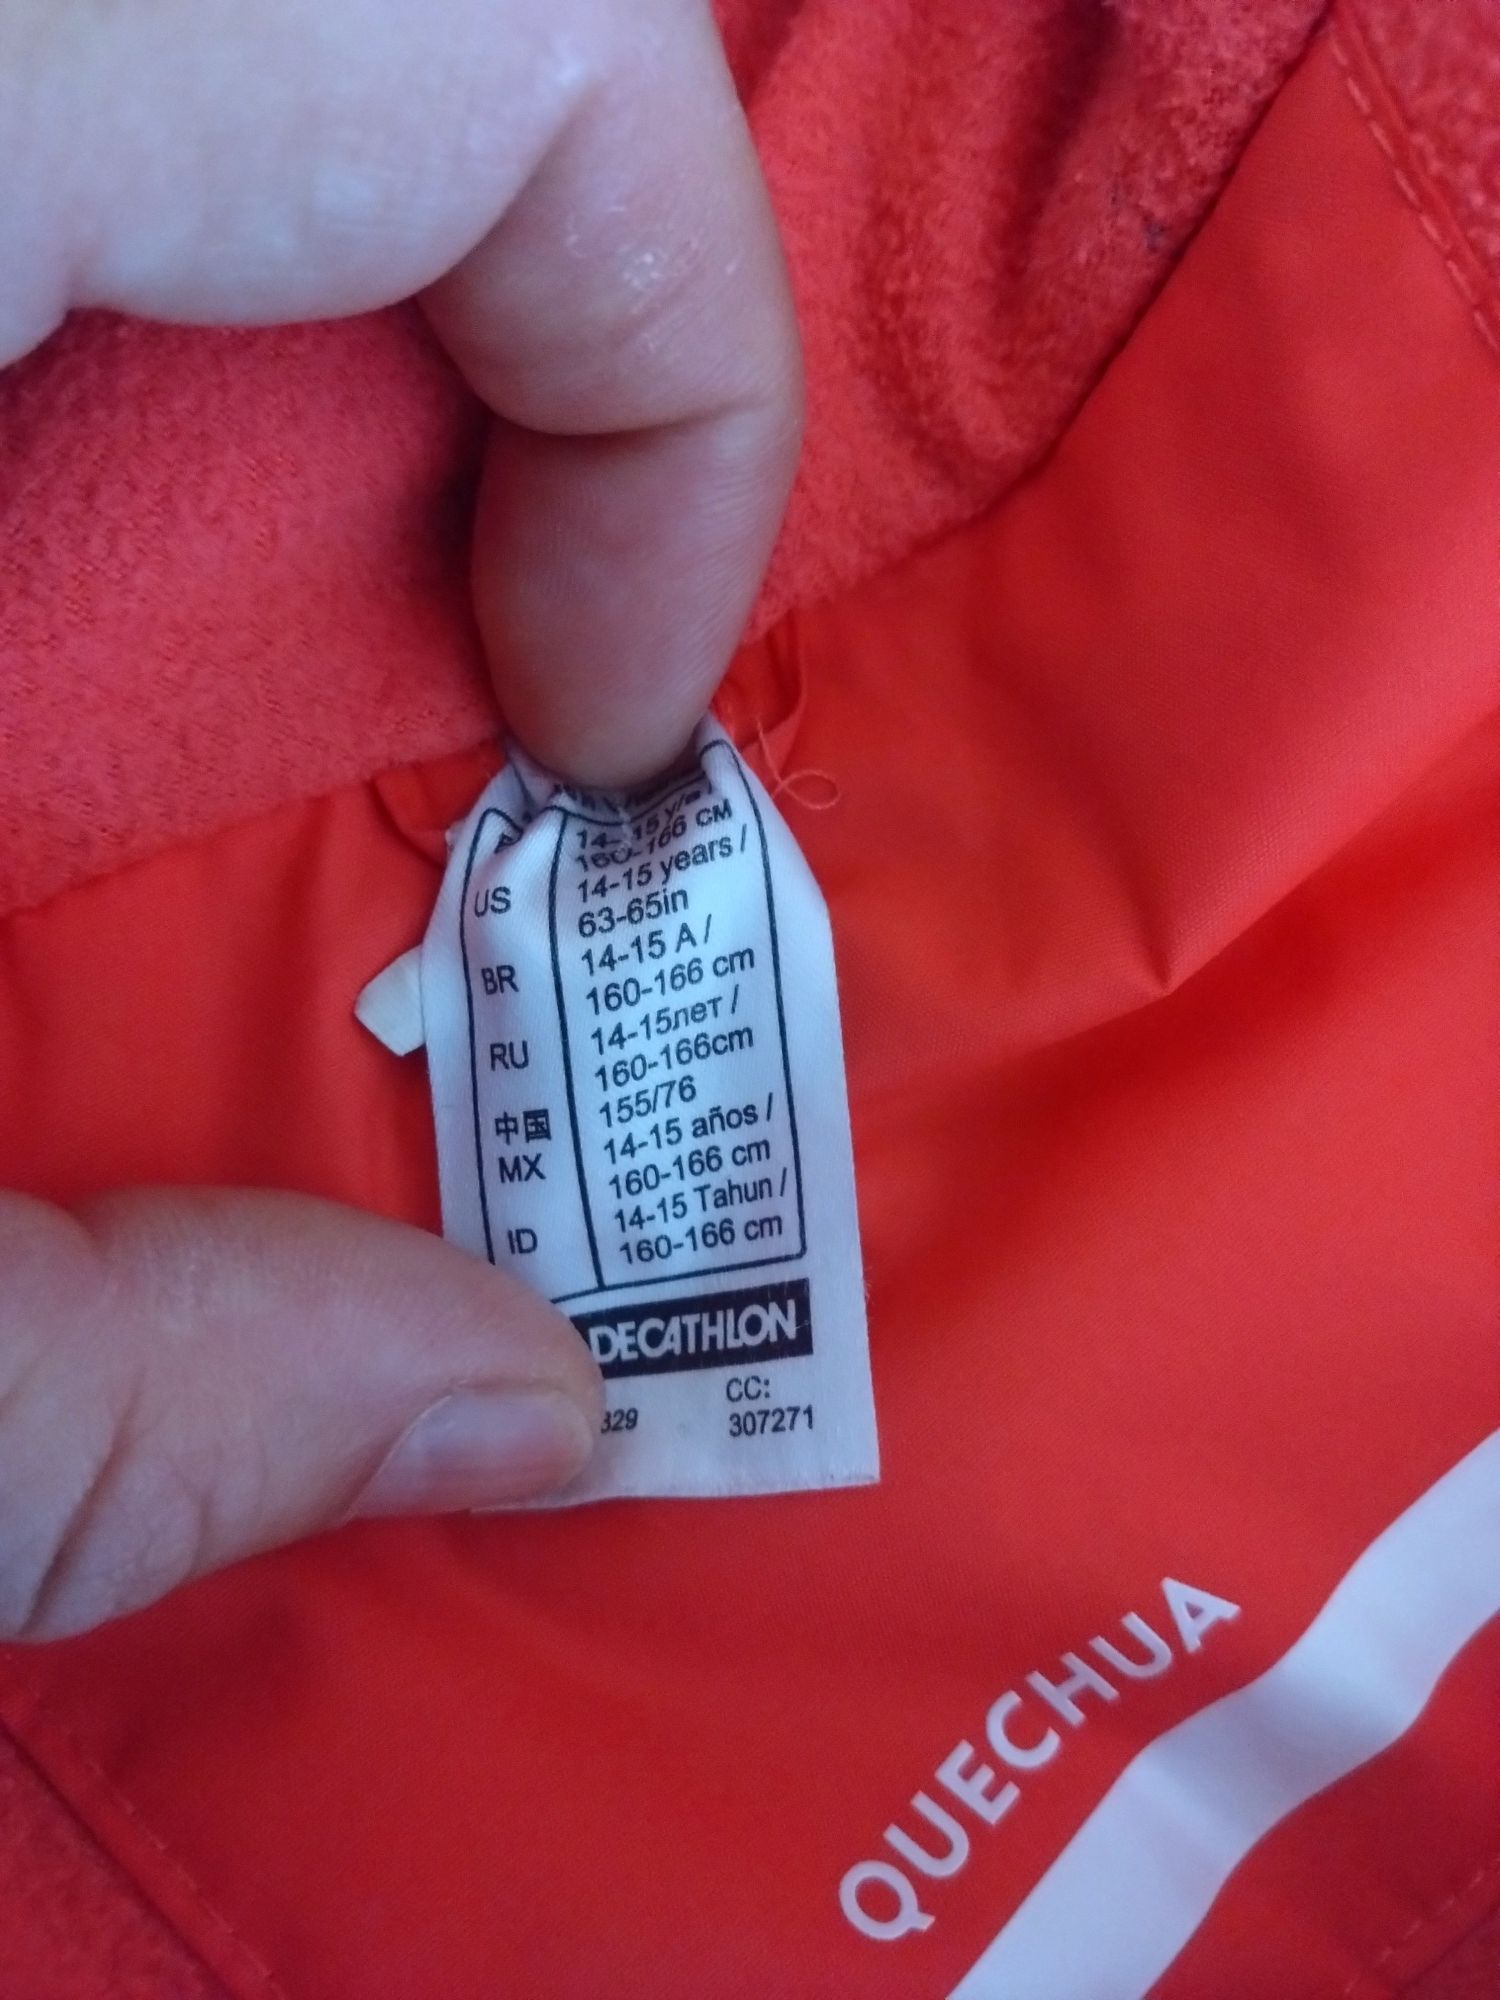 160-166 см
US 14-15 years /
63-65in
BR 14-15 A /
160-166 cm
RU 14-15лет /
160-166cm
中国 155/76
MX 14-15 años /
160-166 cm
ID 14-15 Tahun /
160-166 cm
DECATHLON
CC:
329 307271
QUECHUA